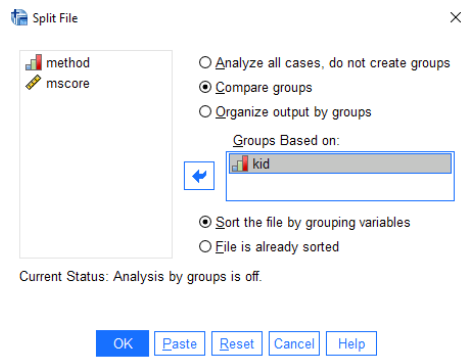 Split File
method
mscore
Analyze all cases, do not create groups
Compare groups
Organize output by groups
Groups Based on:
kid
Sort the file by grouping variables
File is already sorted
Current Status: Analysis by groups is off.
OK Paste Reset Cancel Help